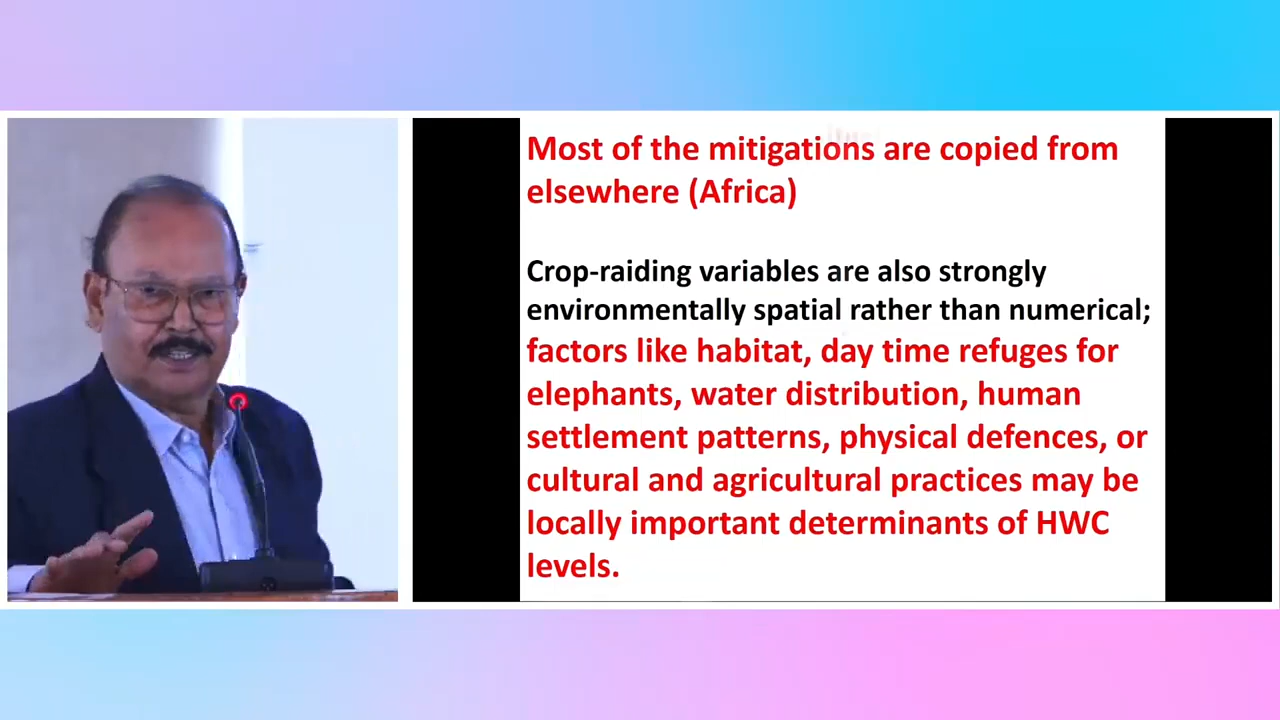 Most of the mitigations are copied from
elsewhere (Africa)
Crop-raiding variables are also strongly
environmentally spatial rather than numerical;
factors like habitat, day time refuges for
elephants, water distribution, human
settlement patterns, physical defences, or
cultural and agricultural practices may be
locally important determinants of HWC
levels.